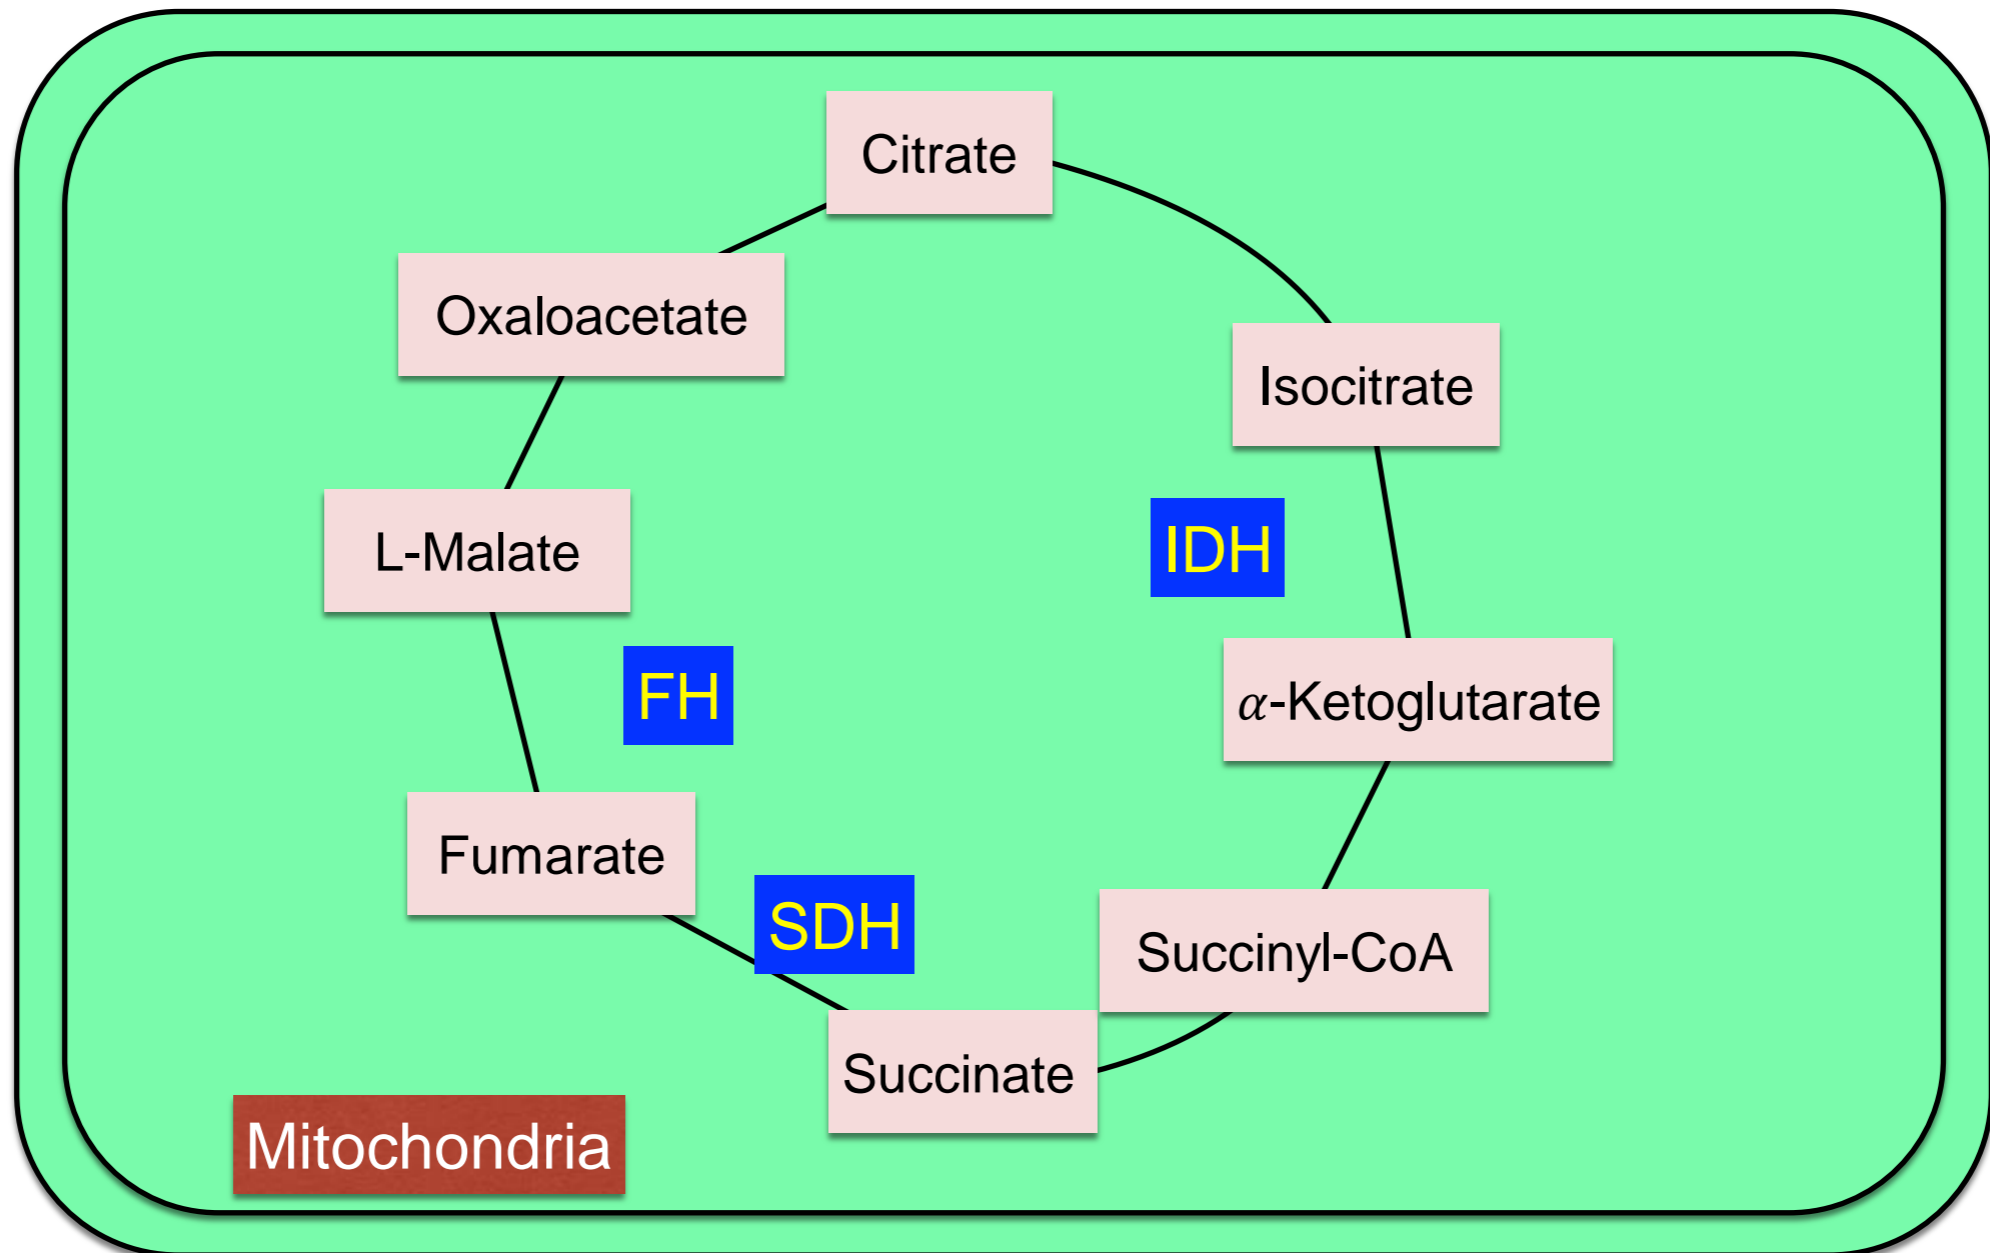 Citrate
Oxaloacetate
Isocitrate
L-Malate
IDH
FH
α-Ketoglutarate
Fumarate
SDH
Succinyl-CoA
Succinate
Mitochondria